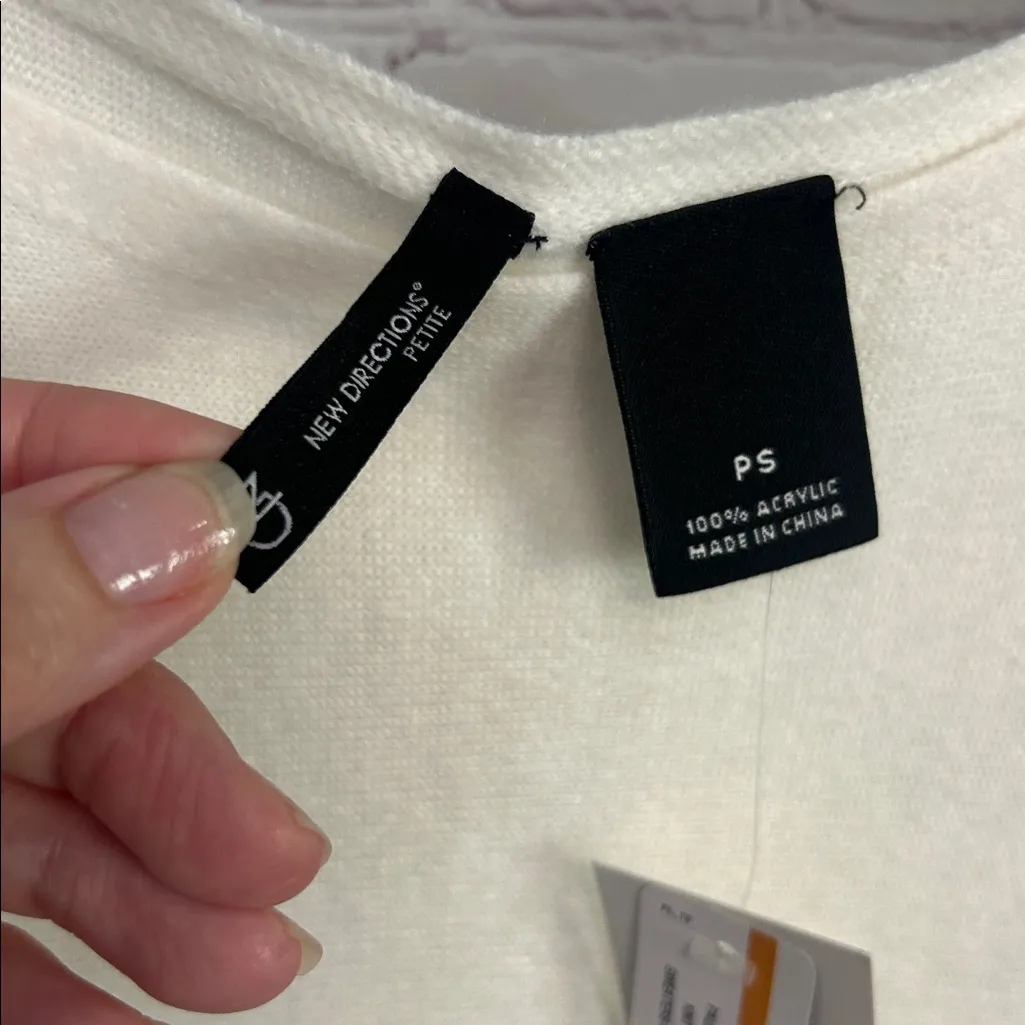 NEW DIRECTIONS®
PETITE
PS
100% ACRYLIC
MADE IN CHINA